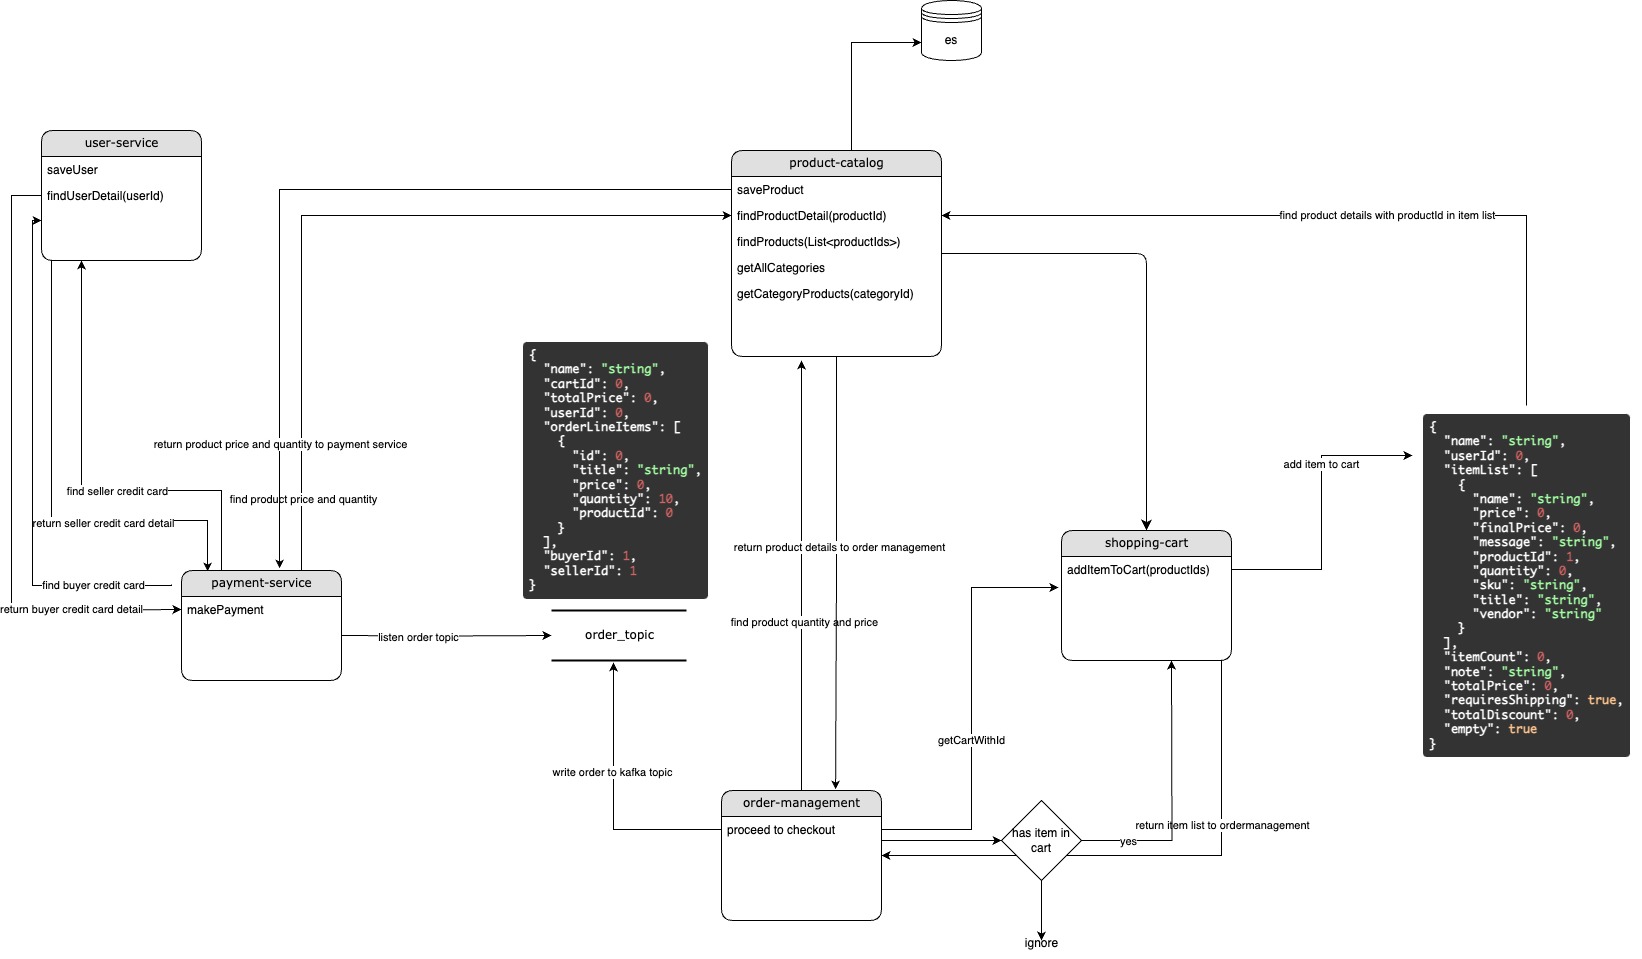 es
user-service
saveUser
findUserDetail(userId)
product-catalog
saveProduct
findProductDetail(productId)
findProducts(List<productIds>)
getAllCategories
getCategoryProducts(categoryId)
find product details with productId in item list
return product price and quantity to payment service
find product price and quantity
find seller credit card
return seller credit card detail
find buyer credit card
return buyer credit card detail
payment-service
makePayment
listen order topic
{
"name": "string",
"cartId": 0,
"totalPrice": 0,
"userId": 0,
"orderLineItems": [
{
"id": 0,
"title": "string",
"price": 0,
"quantity": 10,
"productId": 0
}
],
"buyerId": 1,
"sellerId": 1
}
order_topic
write order to kafka topic
return product details to order management
find product quantity and price
order-management
proceed to checkout
getCartWithId
has item in
cart
yes
ignore
return item list to ordermanagement
shopping-cart
addItemToCart(productIds)
add item to cart
{
"name": "string",
"userId": 0,
"itemList": [
{
"name": "string",
"price": 0,
"finalPrice": 0,
"message": "string",
"productId": 1,
"quantity": 0,
"sku": "string",
"title": "string",
"vendor": "string"
}
],
"itemCount": 0,
"note": "string",
"totalPrice": 0,
"requiresShipping": true,
"totalDiscount": 0,
"empty": true
}